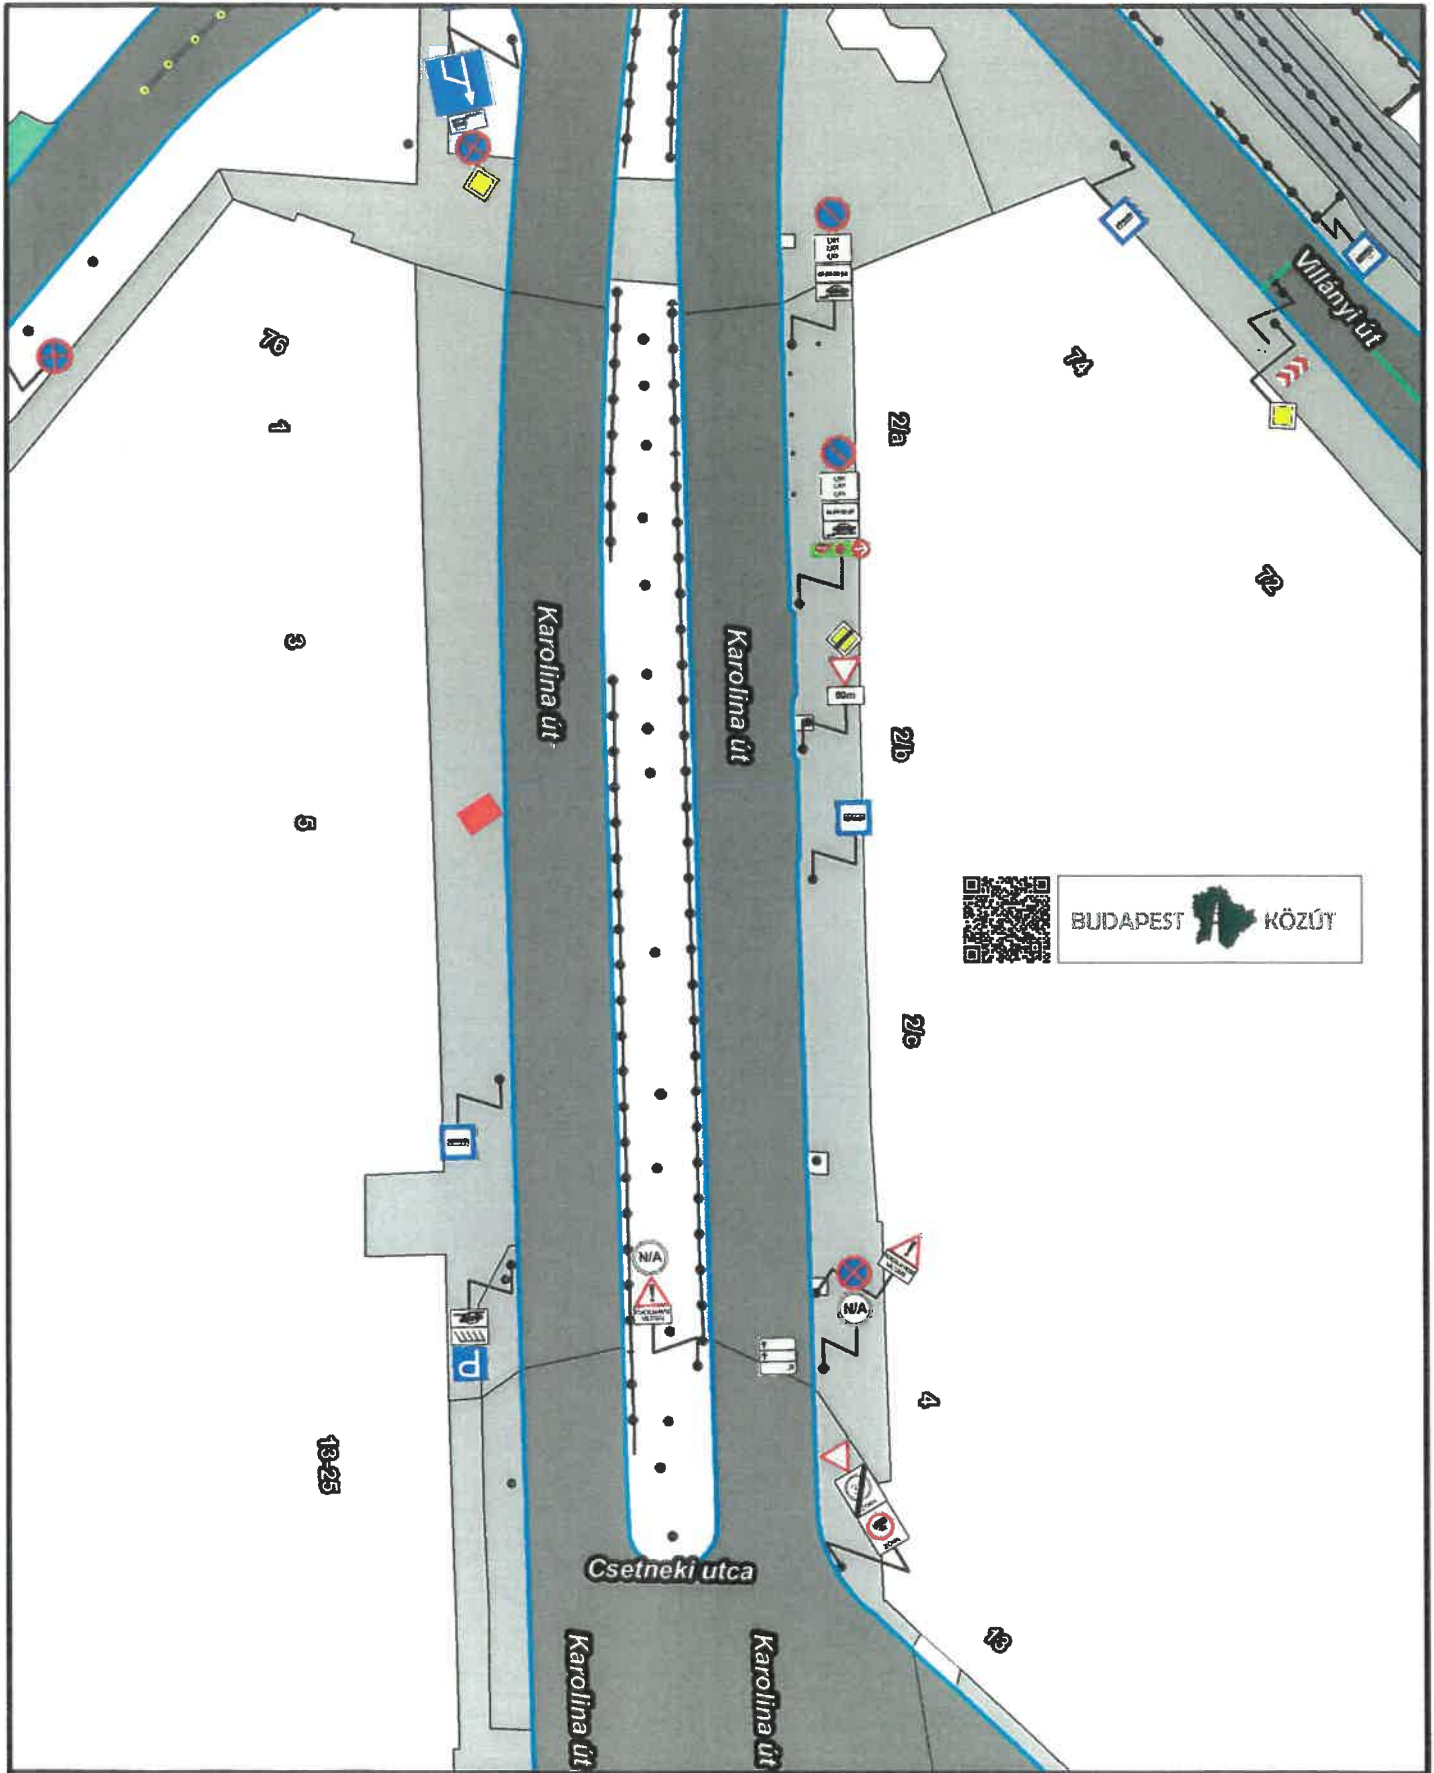 Villányi út
76
74
1
2/a
72
3
Karolina út
Karolina út
2/b
80m
5
BUDAPEST KÖZÚT
2/c
N/A
N/A
4
13-25
Csetneki utca
13
Karolina út
Karolina út